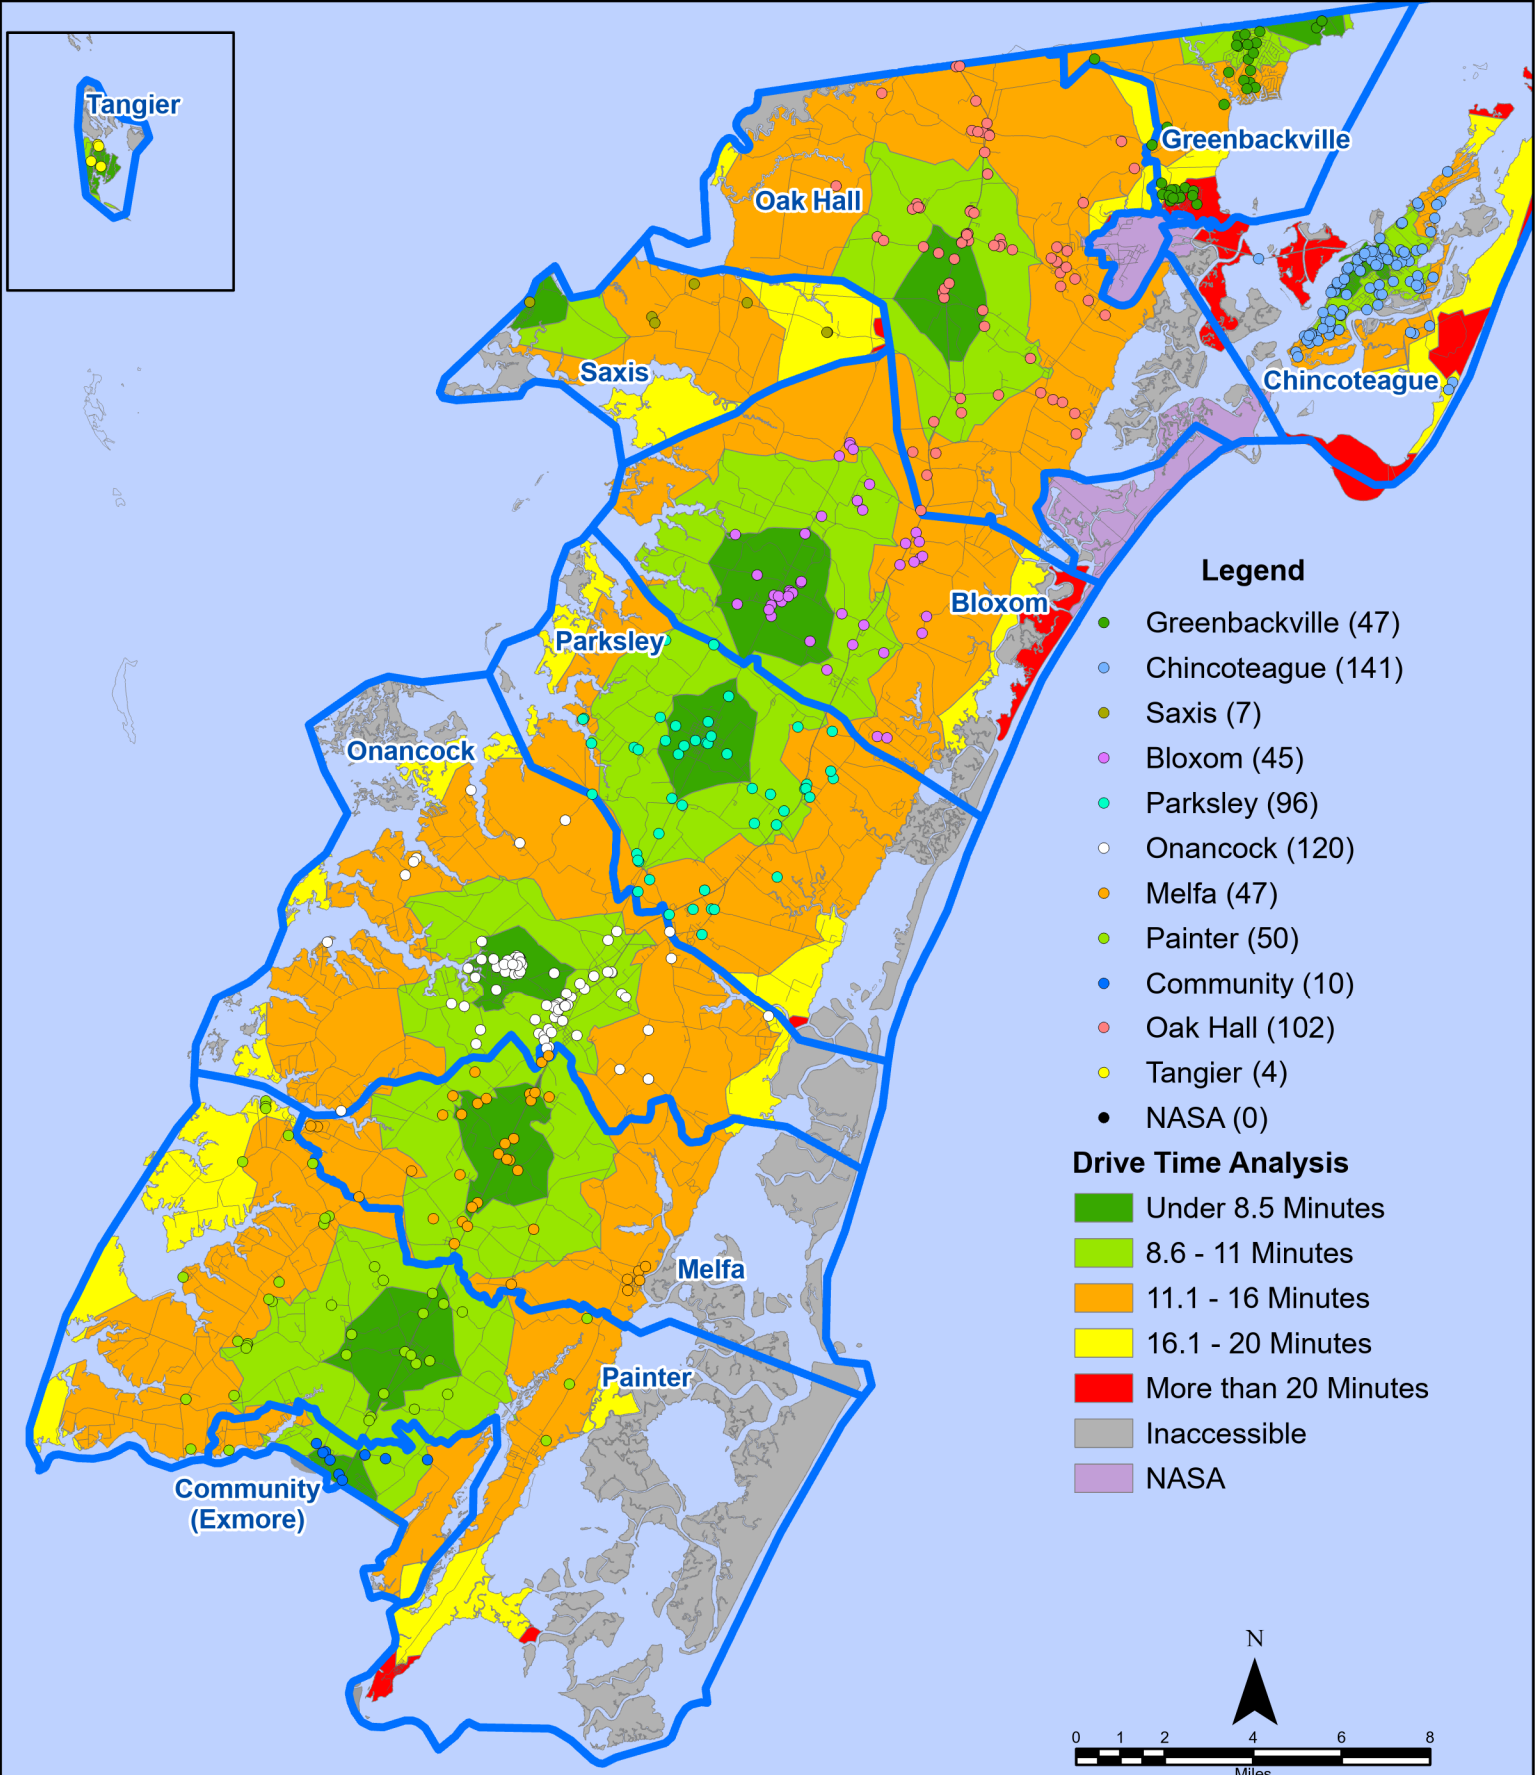 Tangier
Greenbackville
Oak Hall
Saxis
Chincoteague
Bloxom
Parksley
Onancock
Melfa
Painter
Community
(Exmore)
Legend
Greenbackville (47)
Chincoteague (141)
Saxis (7)
Bloxom (45)
Parksley (96)
Onancock (120)
Melfa (47)
Painter (50)
Community (10)
Oak Hall (102)
Tangier (4)
NASA (0)
Drive Time Analysis
Under 8.5 Minutes
8.6 - 11 Minutes
11.1 - 16 Minutes
16.1 - 20 Minutes
More than 20 Minutes
Inaccessible
NASA
N
0 1 2 4 6 8
Miles